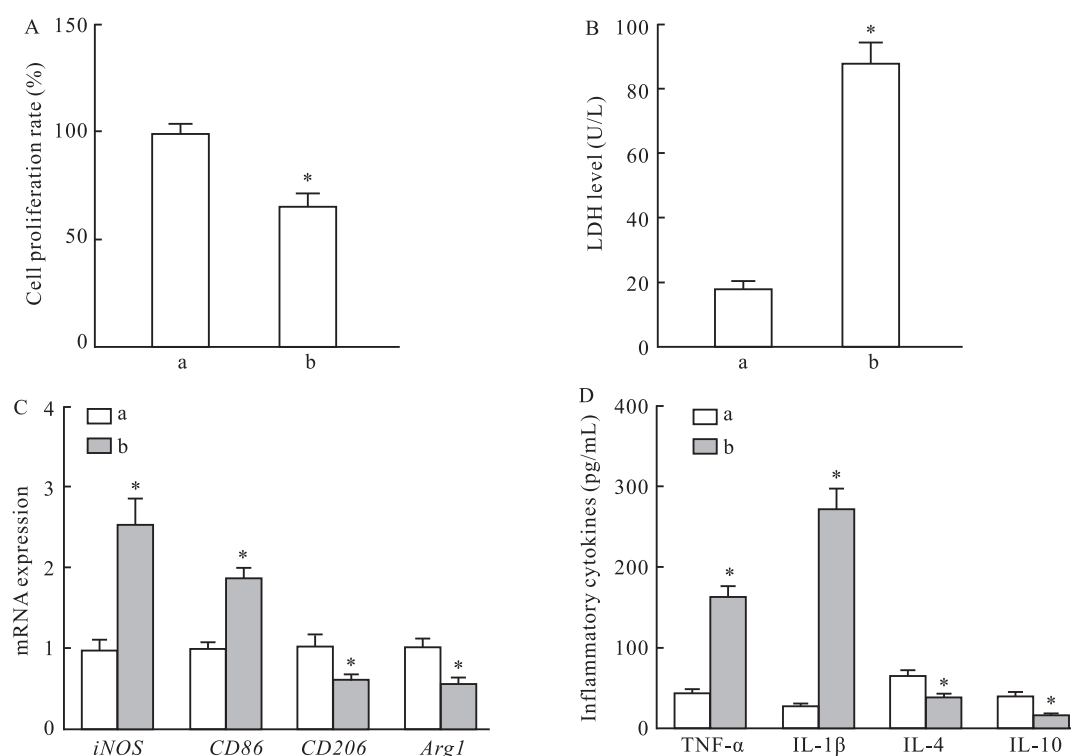 A
Cell proliferation rate (%)
150
100
50
0
a
b
*
B
LDH level (U/L)
100
80
60
40
20
0
a
b
*
C
mRNA expression
4
3
2
1
0
a
b
*
*
*
*
iNOS
CD86
CD206
Arg1
D
Inflammatory cytokines (pg/mL)
400
300
200
100
50
0
a
b
*
*
*
*
TNF-α
IL-1β
IL-4
IL-10